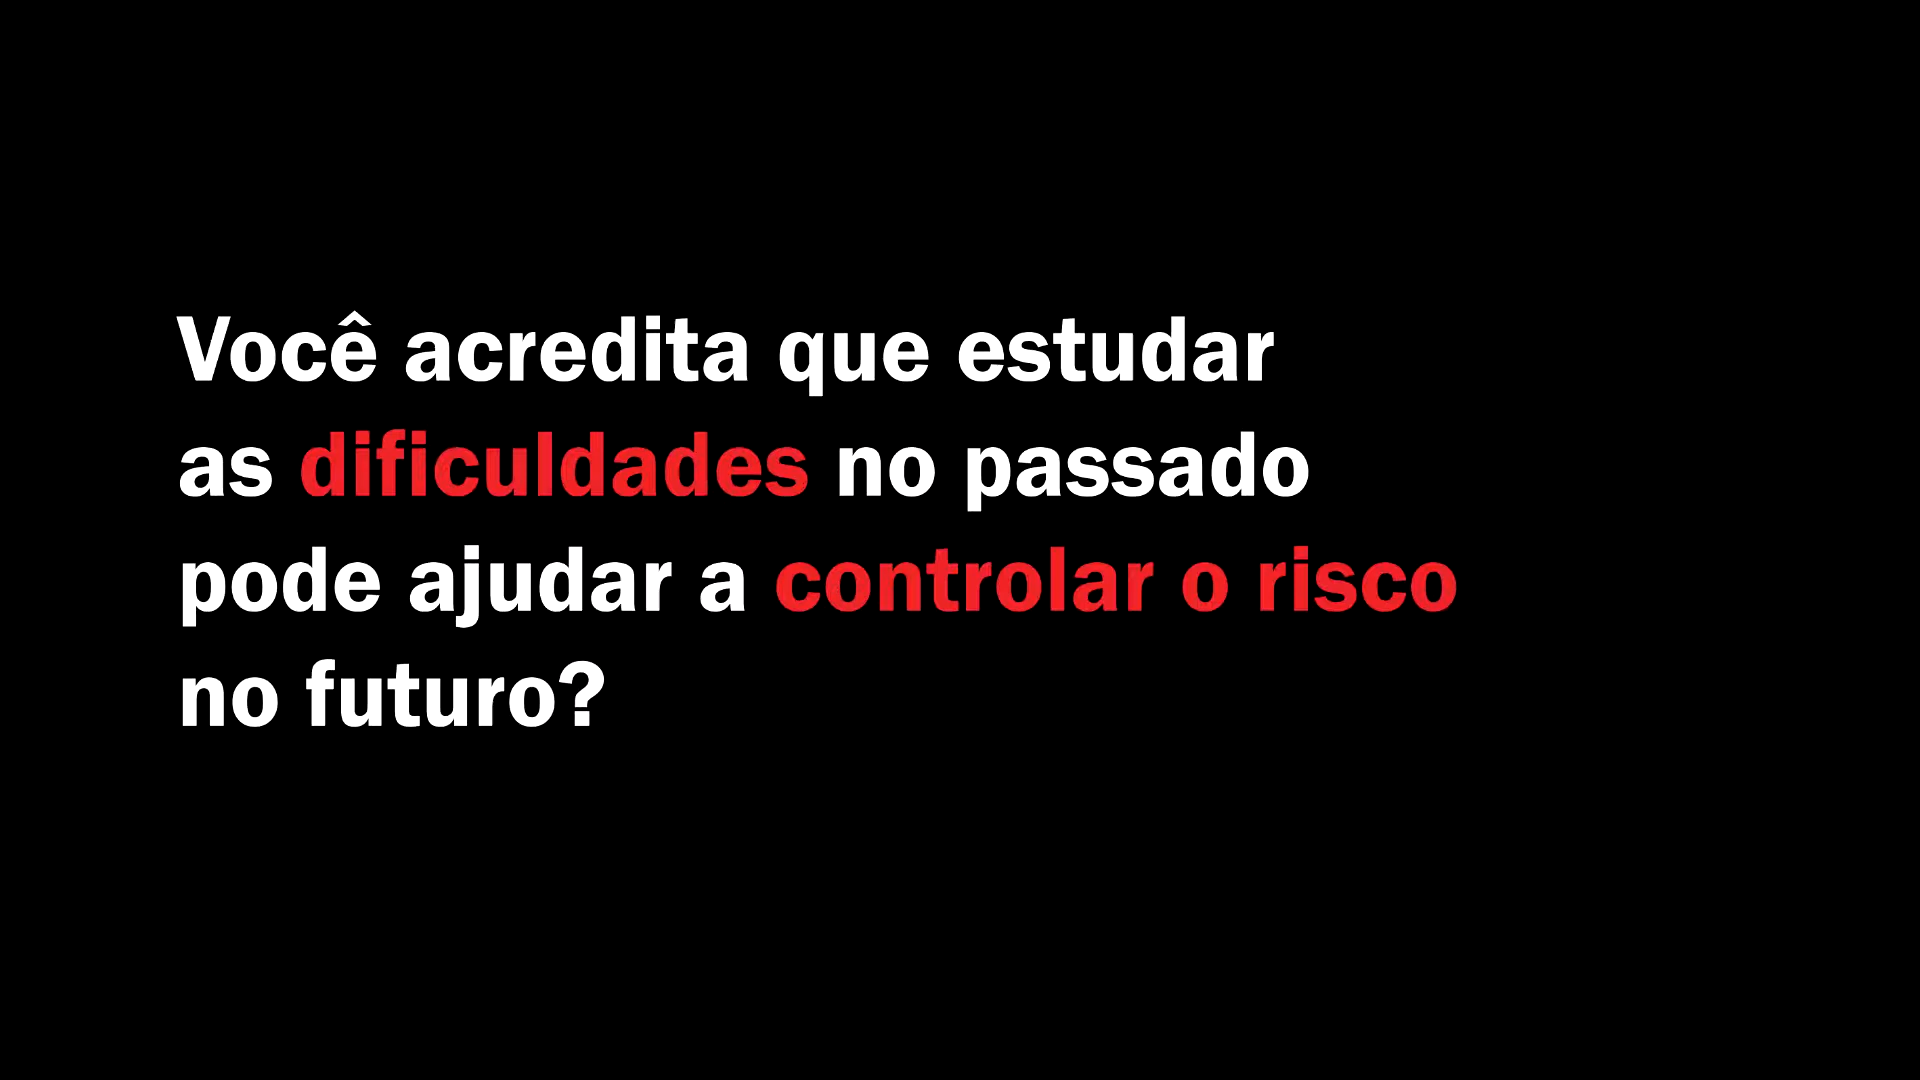 Você acredita que estudar
as dificuldades no passado
pode ajudar a controlar o risco
no futuro?